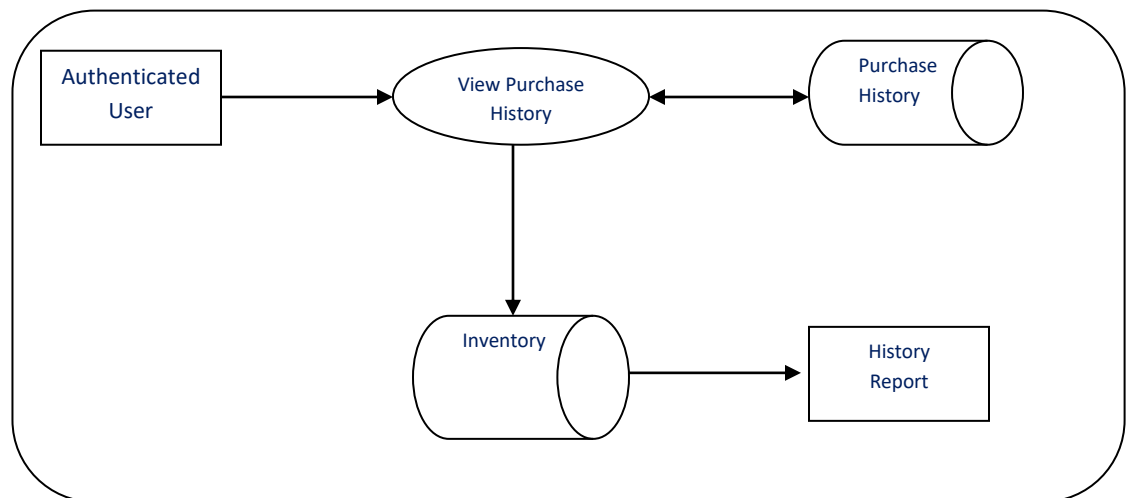 Authenticated
User
View Purchase
History
Purchase
History
Inventory
History
Report